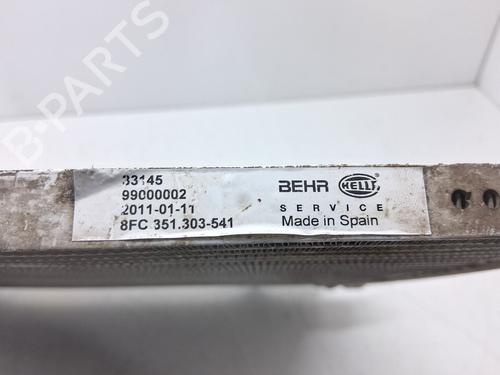 33145
99000002
2011-01-11
8FC 351.303-541
BEHR HELLA
SERVICE
Made in Spain
B-PARTS